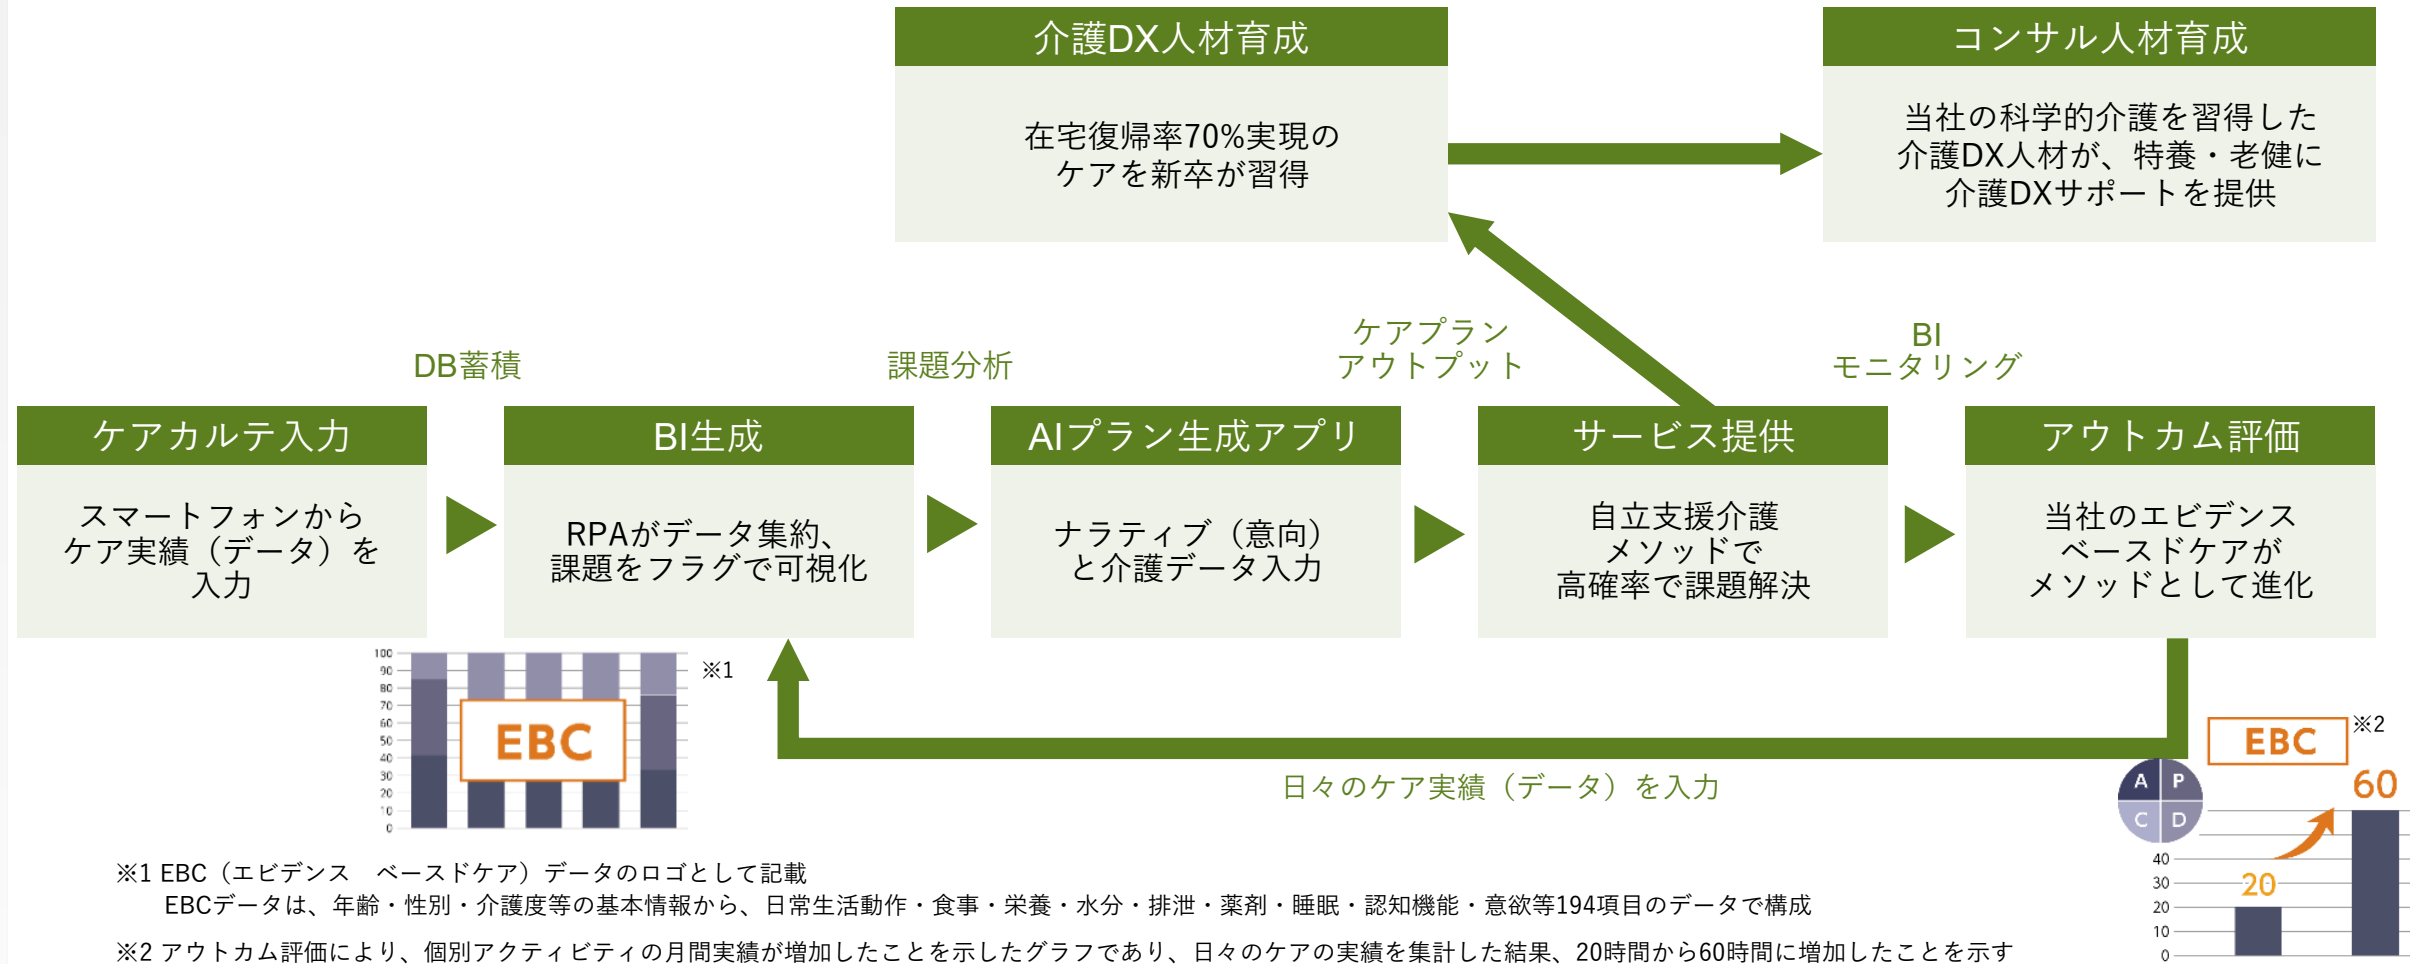 介護DX人材育成
在宅復帰率70%実現の
ケアを新卒が習得
コンサル人材育成
当社の科学的介護を習得した
介護DX人材が、特養・老健に
介護DXサポートを提供
DB蓄積
課題分析
ケアプラン
アウトプット
BI
モニタリング
ケアカルテ入力
スマートフォンから
ケア実績（データ）を
入力
BI生成
RPAがデータ集約、
課題をフラグで可視化
AIプラン生成アプリ
ナラティブ（意向）
と介護データ入力
サービス提供
自立支援介護
メソッドで
高確率で課題解決
アウトカム評価
当社のエビデンス
ベースドケアが
メソッドとして進化
100
90
80
70
60
50
40
30
20
10
0
EBC
※1
日々のケア実績（データ）を入力
EBC
※2
A P
C D
60
20
40
30
20
10
0
※1 EBC（エビデンス　ベースドケア）データのロゴとして記載
EBCデータは、年齢・性別・介護度等の基本情報から、日常生活動作・食事・栄養・水分・排泄・薬剤・睡眠・認知機能・意欲等194項目のデータで構成
※2 アウトカム評価により、個別アクティビティの月間実績が増加したことを示したグラフであり、日々のケアの実績を集計した結果、20時間から60時間に増加したことを示す